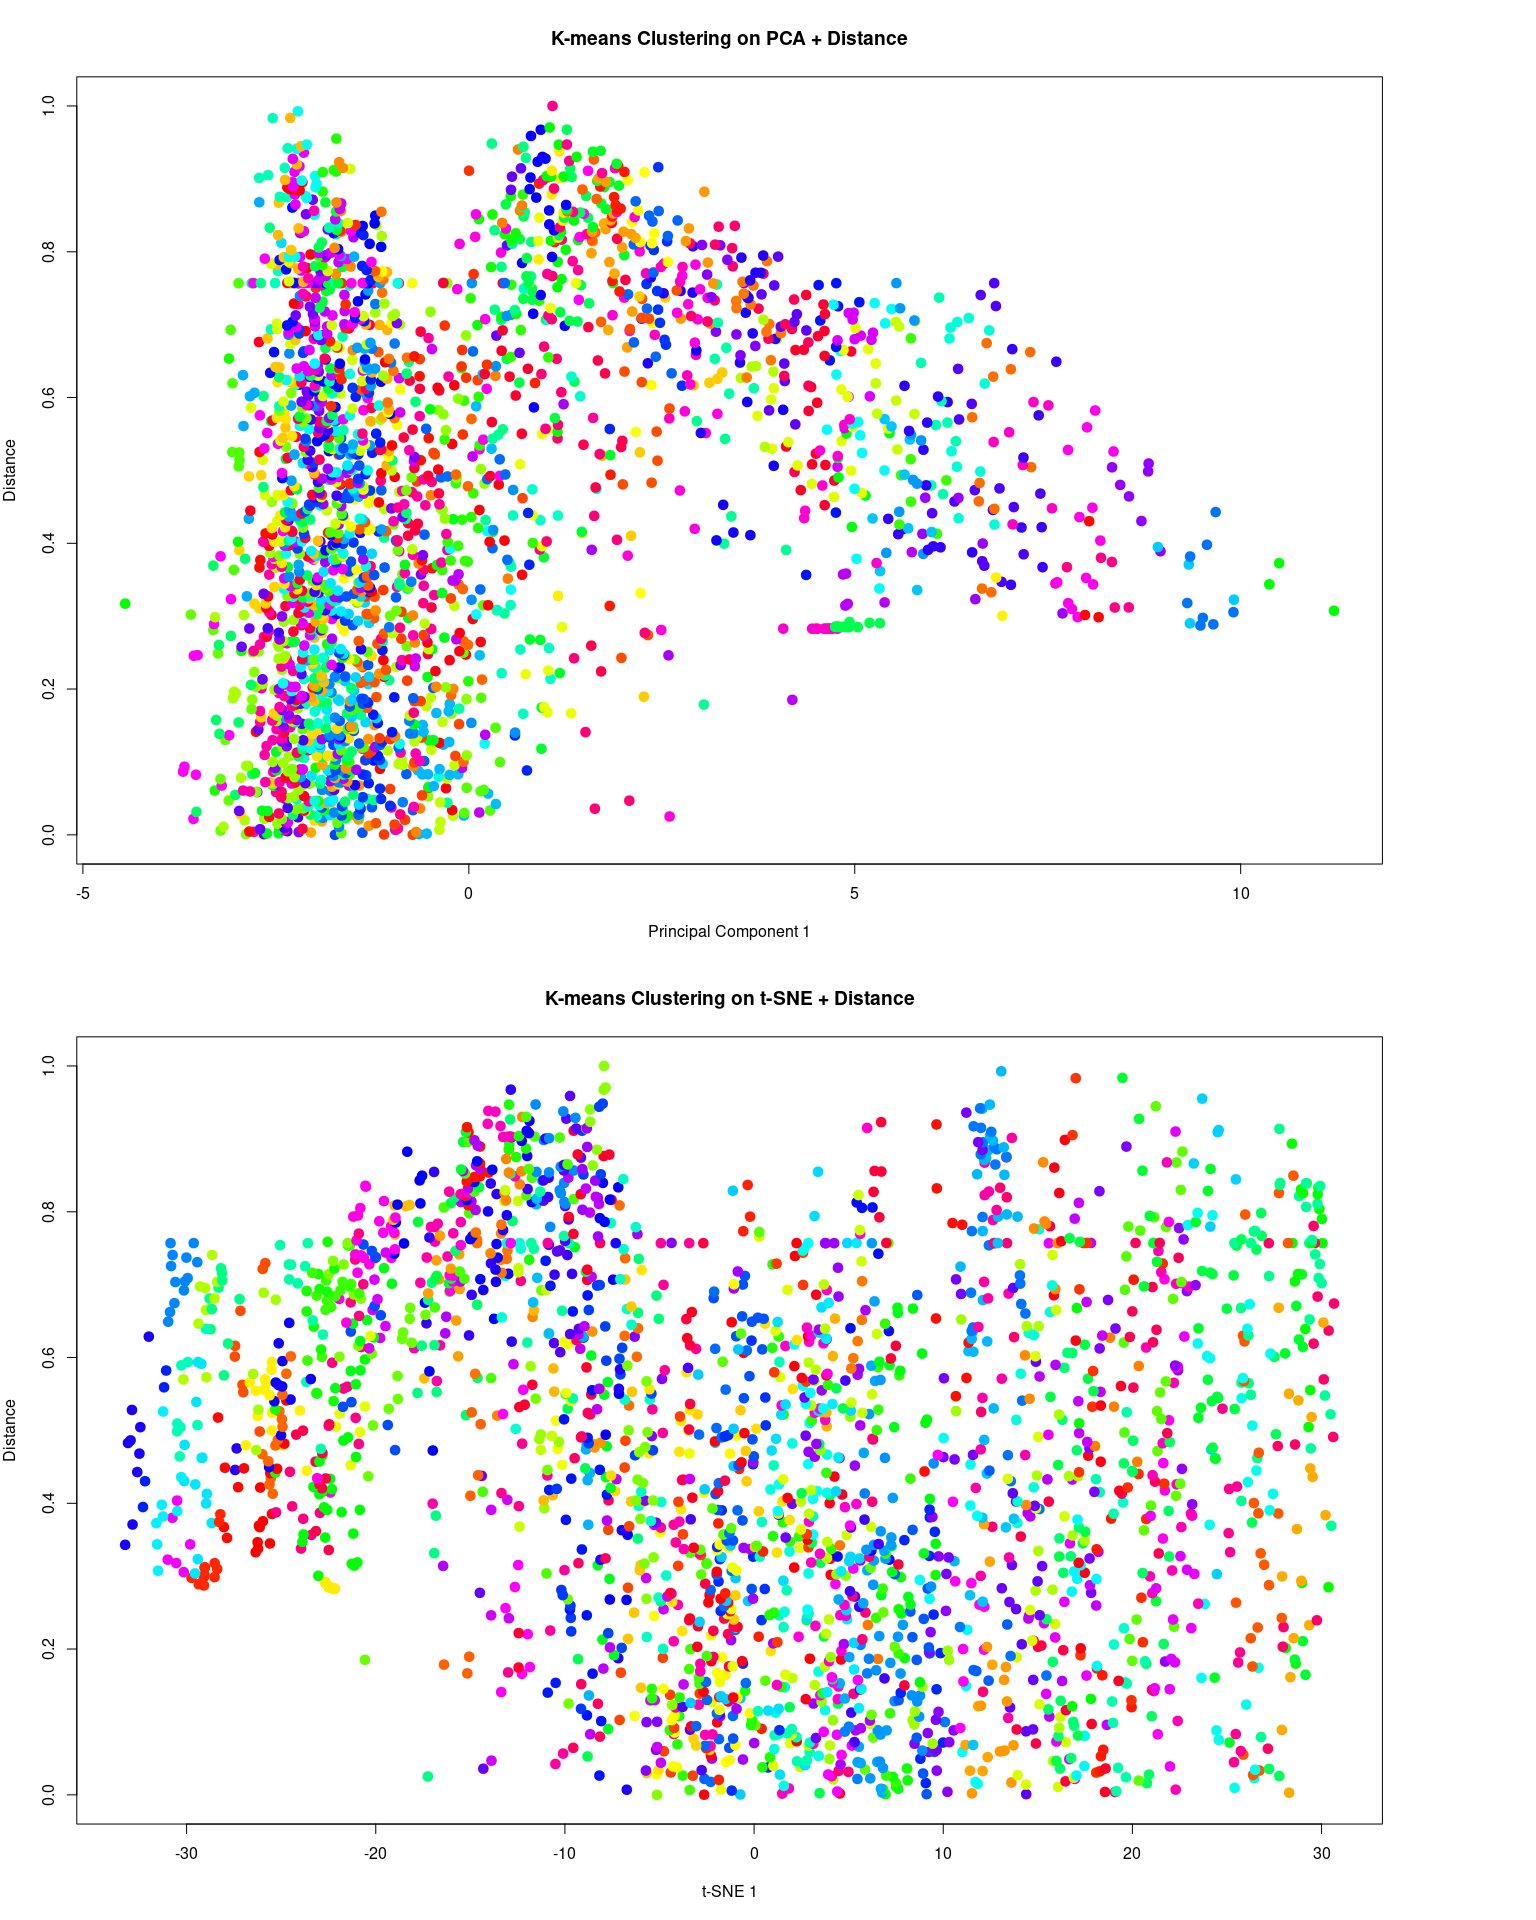 K-means Clustering on PCA + Distance
1.0
0.8
0.6
0.4
0.2
0.0
Distance
-5 0 5 10
Principal Component 1
K-means Clustering on t-SNE + Distance
1.0
0.8
0.6
0.4
0.2
0.0
Distance
-30 -20 -10 0 10 20 30
t-SNE 1